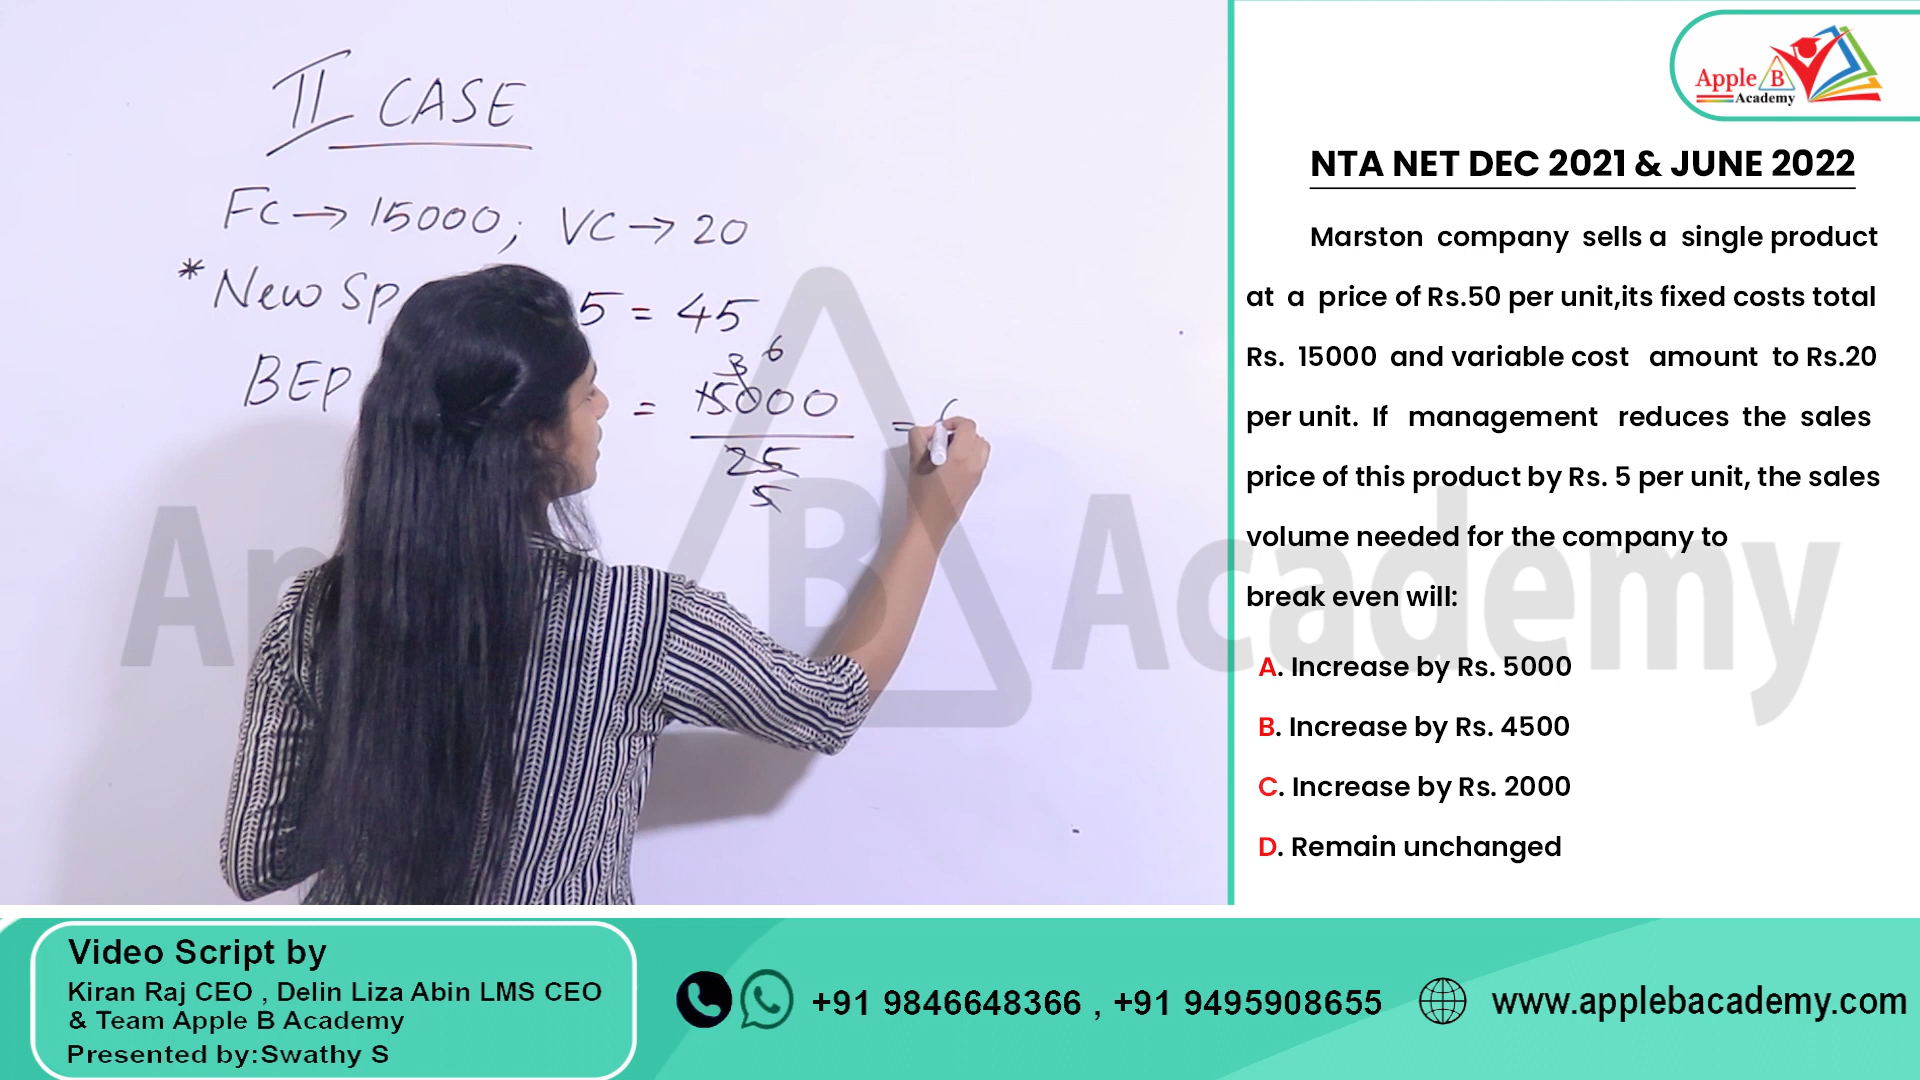 II CASE
Fc → 15000; VC → 20
* New Sp 5 = 45
3 6
BEP = 15000 =
25
5
Apple B Academy
Apple B
Academy
NTA NET DEC 2021 & JUNE 2022
Marston company sells a single product
at a price of Rs.50 per unit,its fixed costs total
Rs. 15000 and variable cost amount to Rs.20
per unit. If management reduces the sales
price of this product by Rs. 5 per unit, the sales
volume needed for the company to
break even will:
A. Increase by Rs. 5000
B. Increase by Rs. 4500
C. Increase by Rs. 2000
D. Remain unchanged
Video Script by
Kiran Raj CEO , Delin Liza Abin LMS CEO
& Team Apple B Academy
Presented by:Swathy S
+91 9846648366 , +91 9495908655
www.applebacademy.com